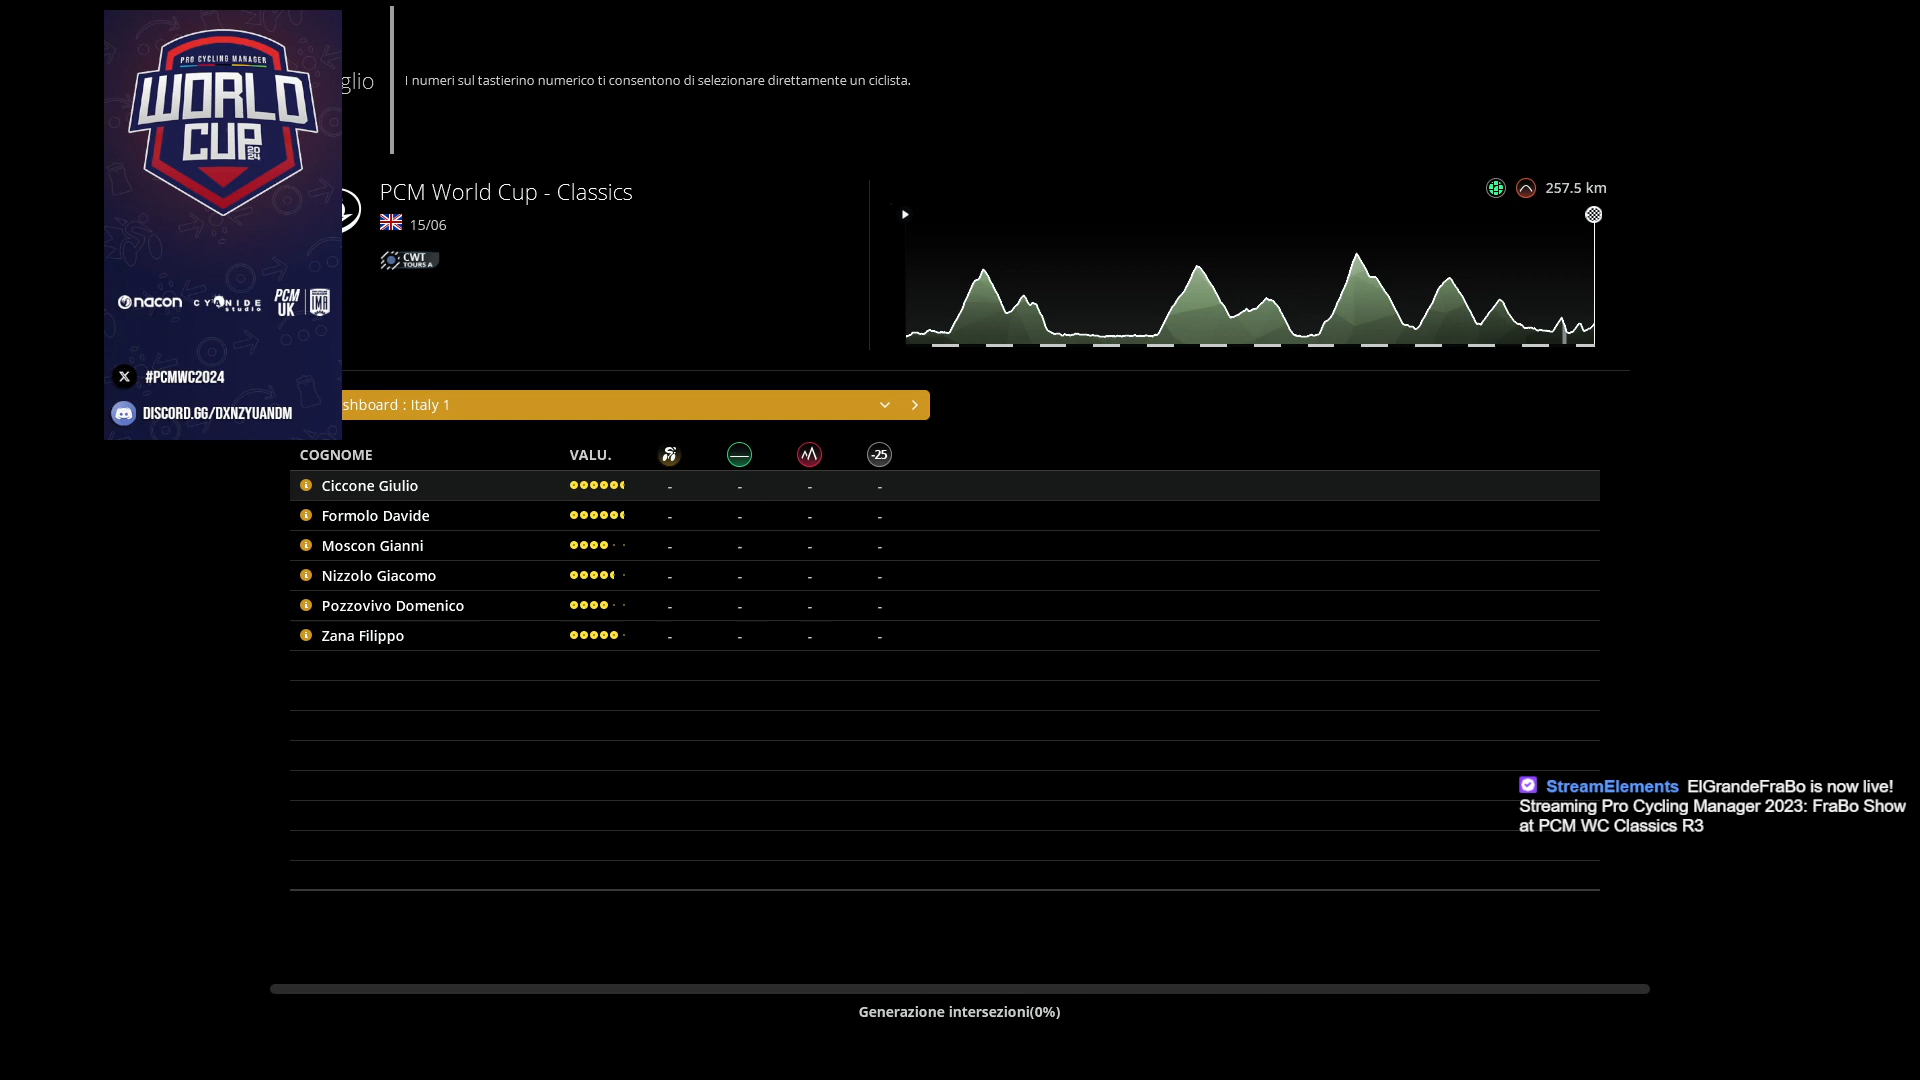 PRO CYCLING MANAGER
WORLD
CUP
2024
nacon
CYANIDE
studio
PCM
UK
#PCMWC2024
DISCORD.GG/DXNZYUANDM
glio
I numeri sul tastierino numerico ti consentono di selezionare direttamente un ciclista.
PCM World Cup - Classics
15/06
CWT
TOURS A
257.5 km
shboard : Italy 1
COGNOME VALU. -25
Ciccone Giulio - - - -
Formolo Davide - - - -
Moscon Gianni - - - -
Nizzolo Giacomo - - - -
Pozzovivo Domenico - - - -
Zana Filippo - - - -
StreamElements ElGrandeFraBo is now live!
Streaming Pro Cycling Manager 2023: FraBo Show
at PCM WC Classics R3
Generazione intersezioni(0%)